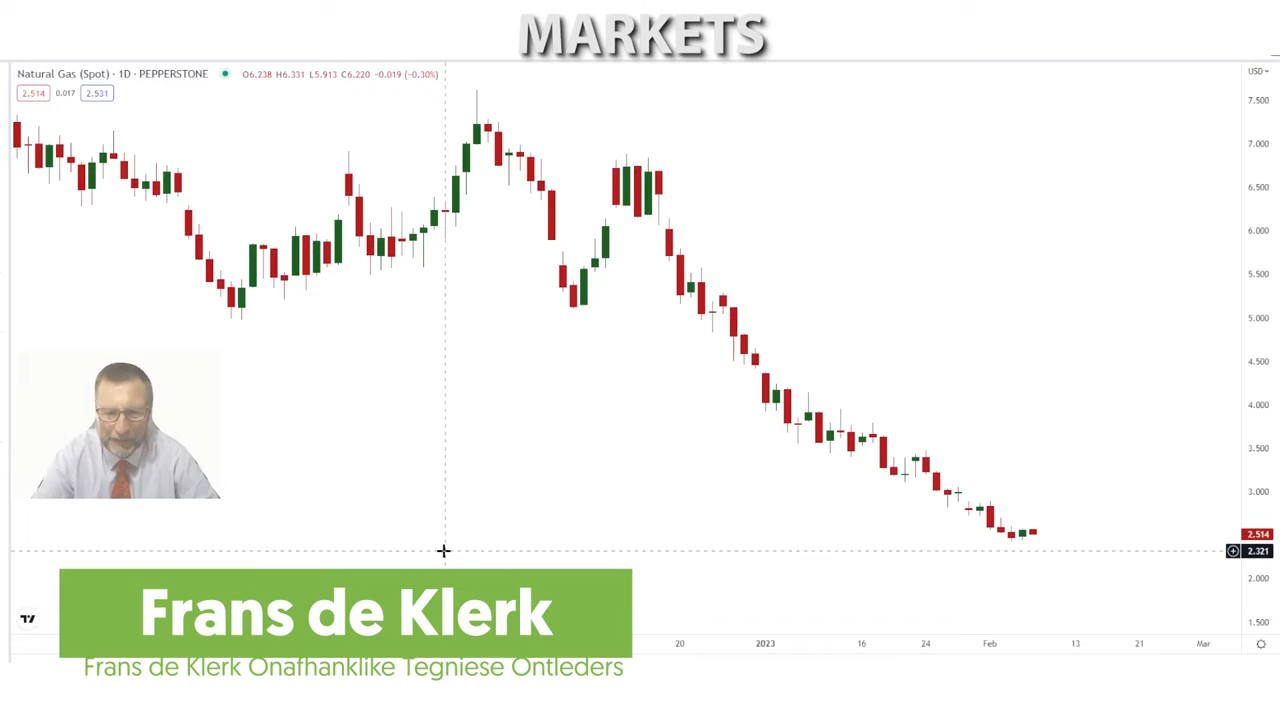 MARKETS
Natural Gas (Spot) · 1D · PEPPERSTONE O6.238 H6.331 L5.913 C6.220 -0.019 (-0.30%)
USD
2.514 0.017 2.531
7.500
7.000
6.500
6.000
5.500
5.000
4.500
4.000
3.500
3.000
2.514
2.321
2.000
1.500
20 2023 16 24 Feb 13 21 Mar
Frans de Klerk
Frans de Klerk Onafhanklike Tegniese Ontleders